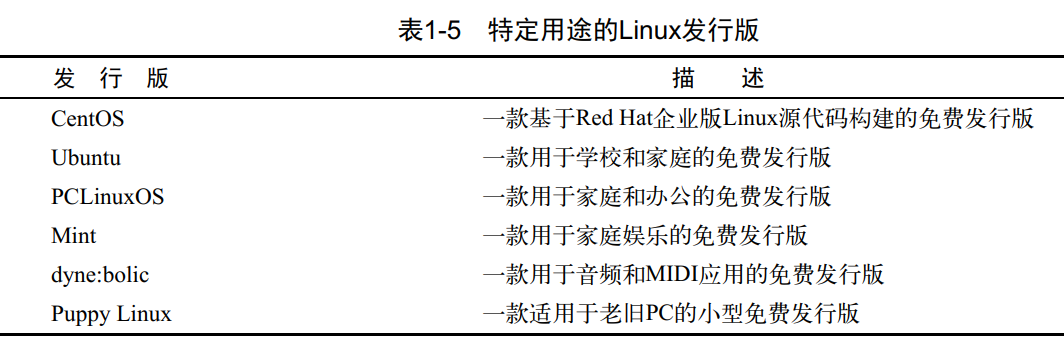 表1-5 特定用途的Linux发行版
发 行 版 描 述
CentOS 一款基于Red Hat企业版Linux源代码构建的免费发行版
Ubuntu 一款用于学校和家庭的免费发行版
PCLinuxOS 一款用于家庭和办公的免费发行版
Mint 一款用于家庭娱乐的免费发行版
dyne:bolic 一款用于音频和MIDI应用的免费发行版
Puppy Linux 一款适用于老旧PC的小型免费发行版